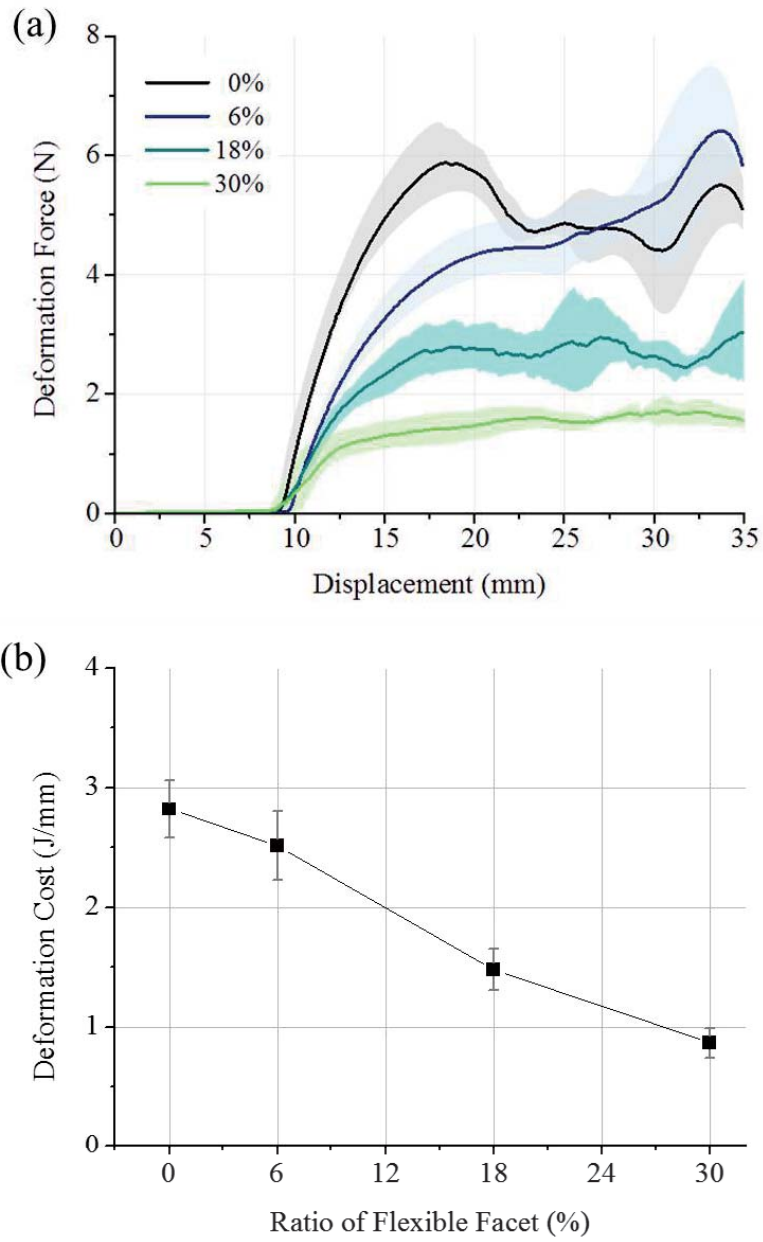 (a)
8
0%
6%
18%
30%
6
4
2
0
Deformation Force (N)
0 5 10 15 20 25 30 35
Displacement (mm)
(b)
4
3
2
1
0
Deformation Cost (J/mm)
0 6 12 18 24 30
Ratio of Flexible Facet (%)